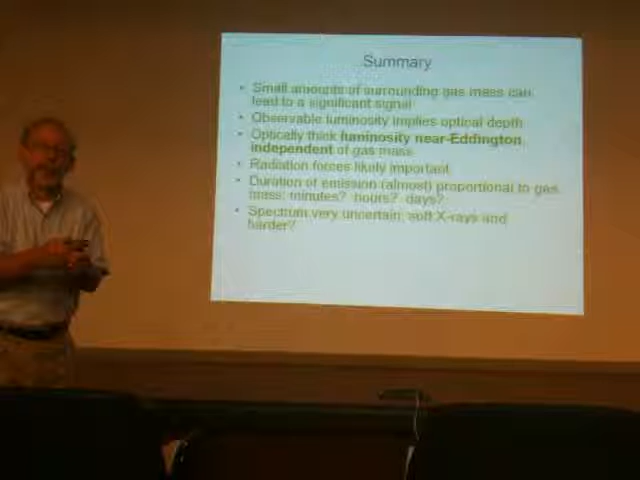 Summary
• Small amounts of surrounding gas mass can
lead to a significant signal
• Observable luminosity implies optical depth
• Optically thick luminosity near-Eddington,
independent of gas mass
• Radiation forces likely important
• Duration of emission (almost) proportional to gas
mass: minutes? hours? days?
• Spectrum very uncertain: soft X-rays and
harder?